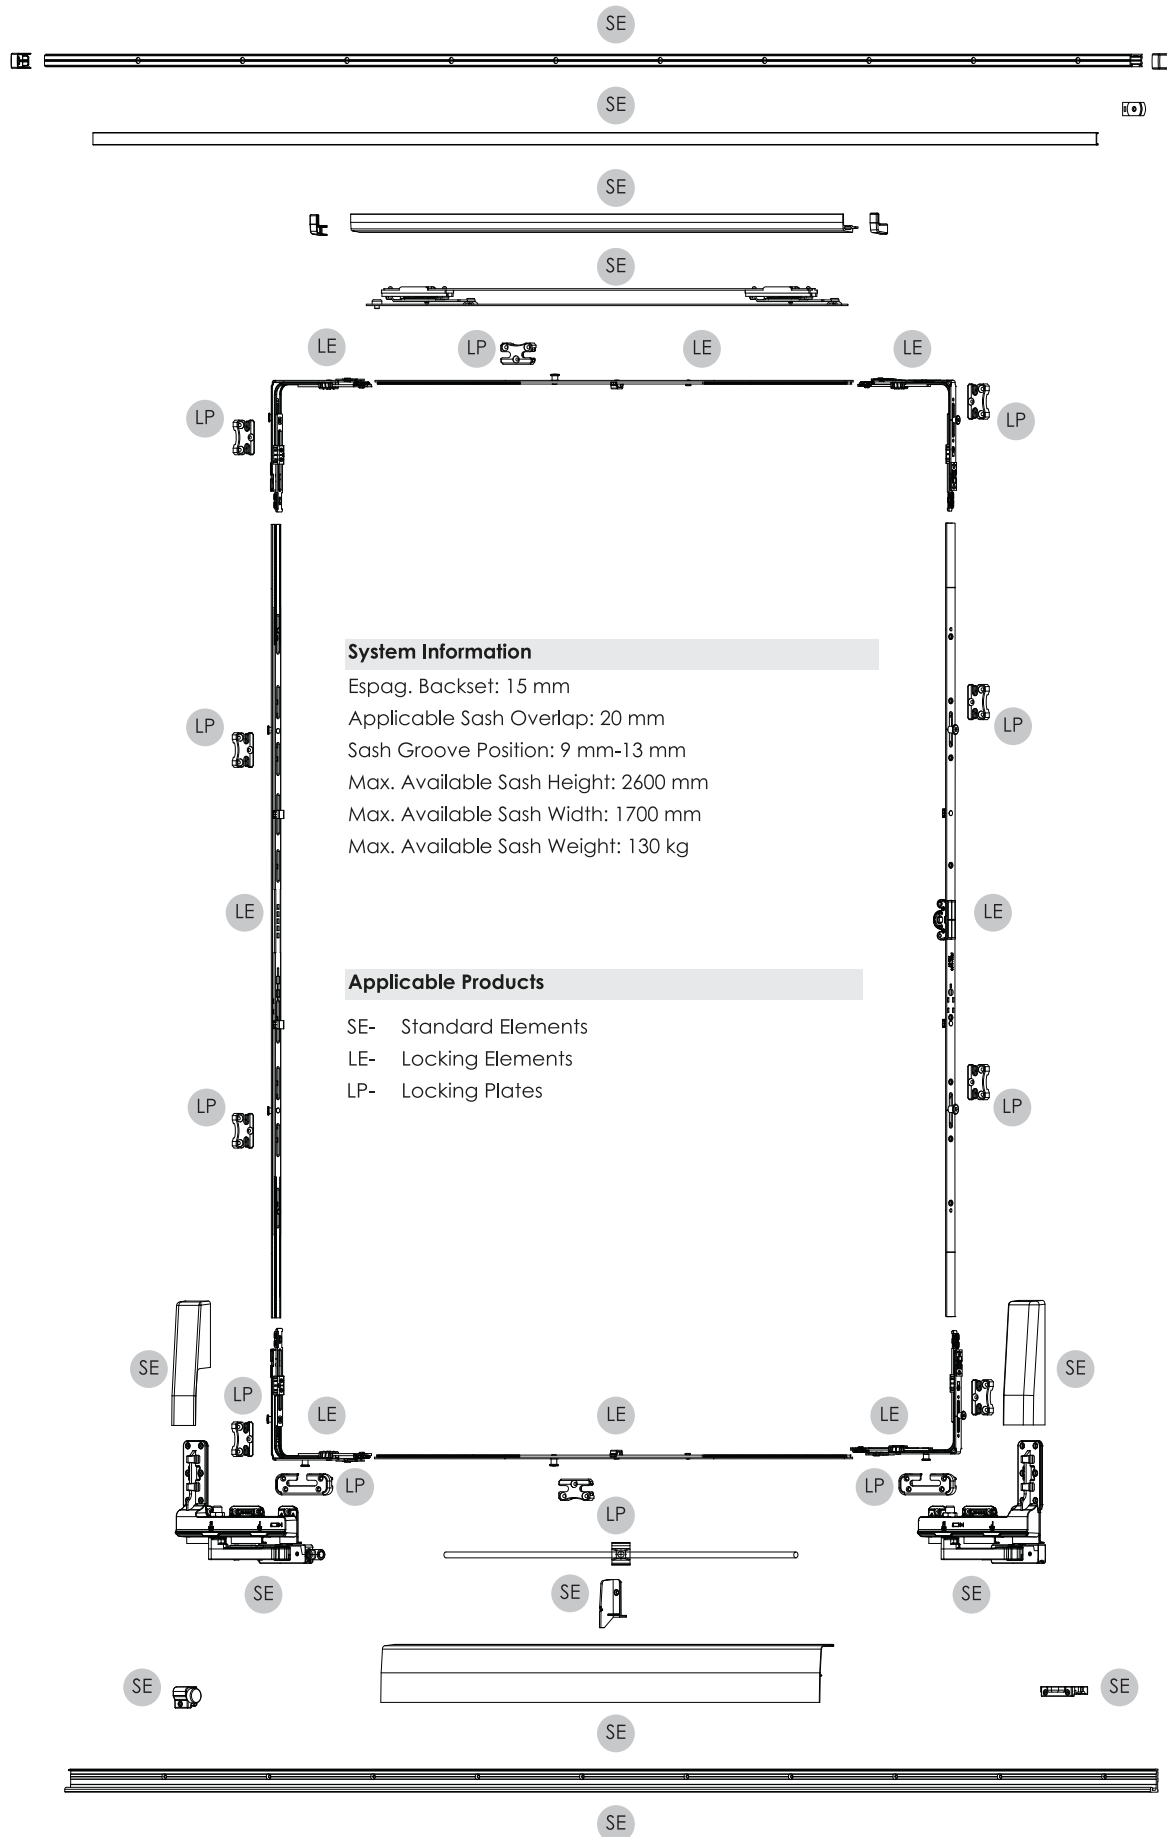 SE
SE
SE
SE
LE
LP
LE
LE
LP
LP
System Information
Espag. Backset: 15 mm
Applicable Sash Overlap: 20 mm
Sash Groove Position: 9 mm-13 mm
Max. Available Sash Height: 2600 mm
Max. Available Sash Width: 1700 mm
Max. Available Sash Weight: 130 kg
LP
LP
LE
LE
Applicable Products
SE- Standard Elements
LE- Locking Elements
LP- Locking Plates
LP
LP
SE
SE
LP
LE
LE
LE
LP
LP
LP
LP
SE
SE
SE
SE
SE
SE
SE